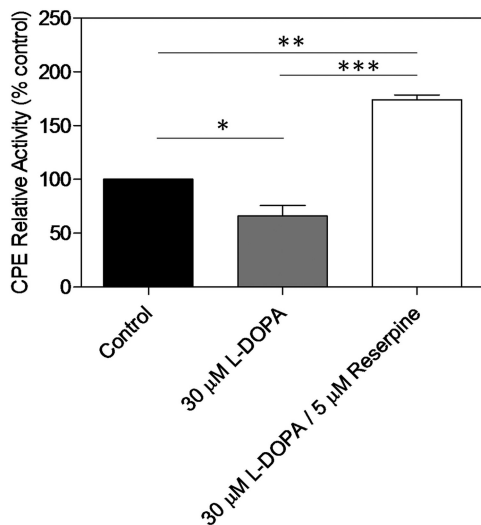 CPE Relative Activity (% control)
250
200
150
100
50
0
**
***
*
Control
30 µM L-DOPA
30 µM L-DOPA / 5 µM Reserpine